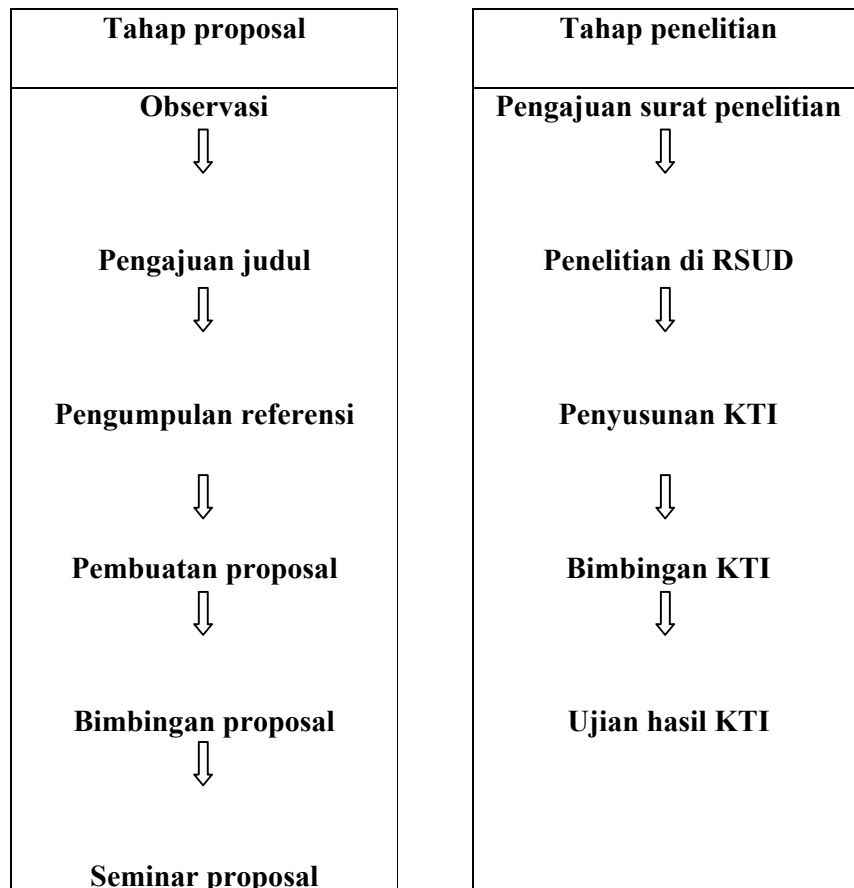 Tahap proposal
Observasi
Pengajuan judul
Pengumpulan referensi
Pembuatan proposal
Bimbingan proposal
Seminar proposal
Tahap penelitian
Pengajuan surat penelitian
Penelitian di RSUD
Penyusunan KTI
Bimbingan KTI
Ujian hasil KTI